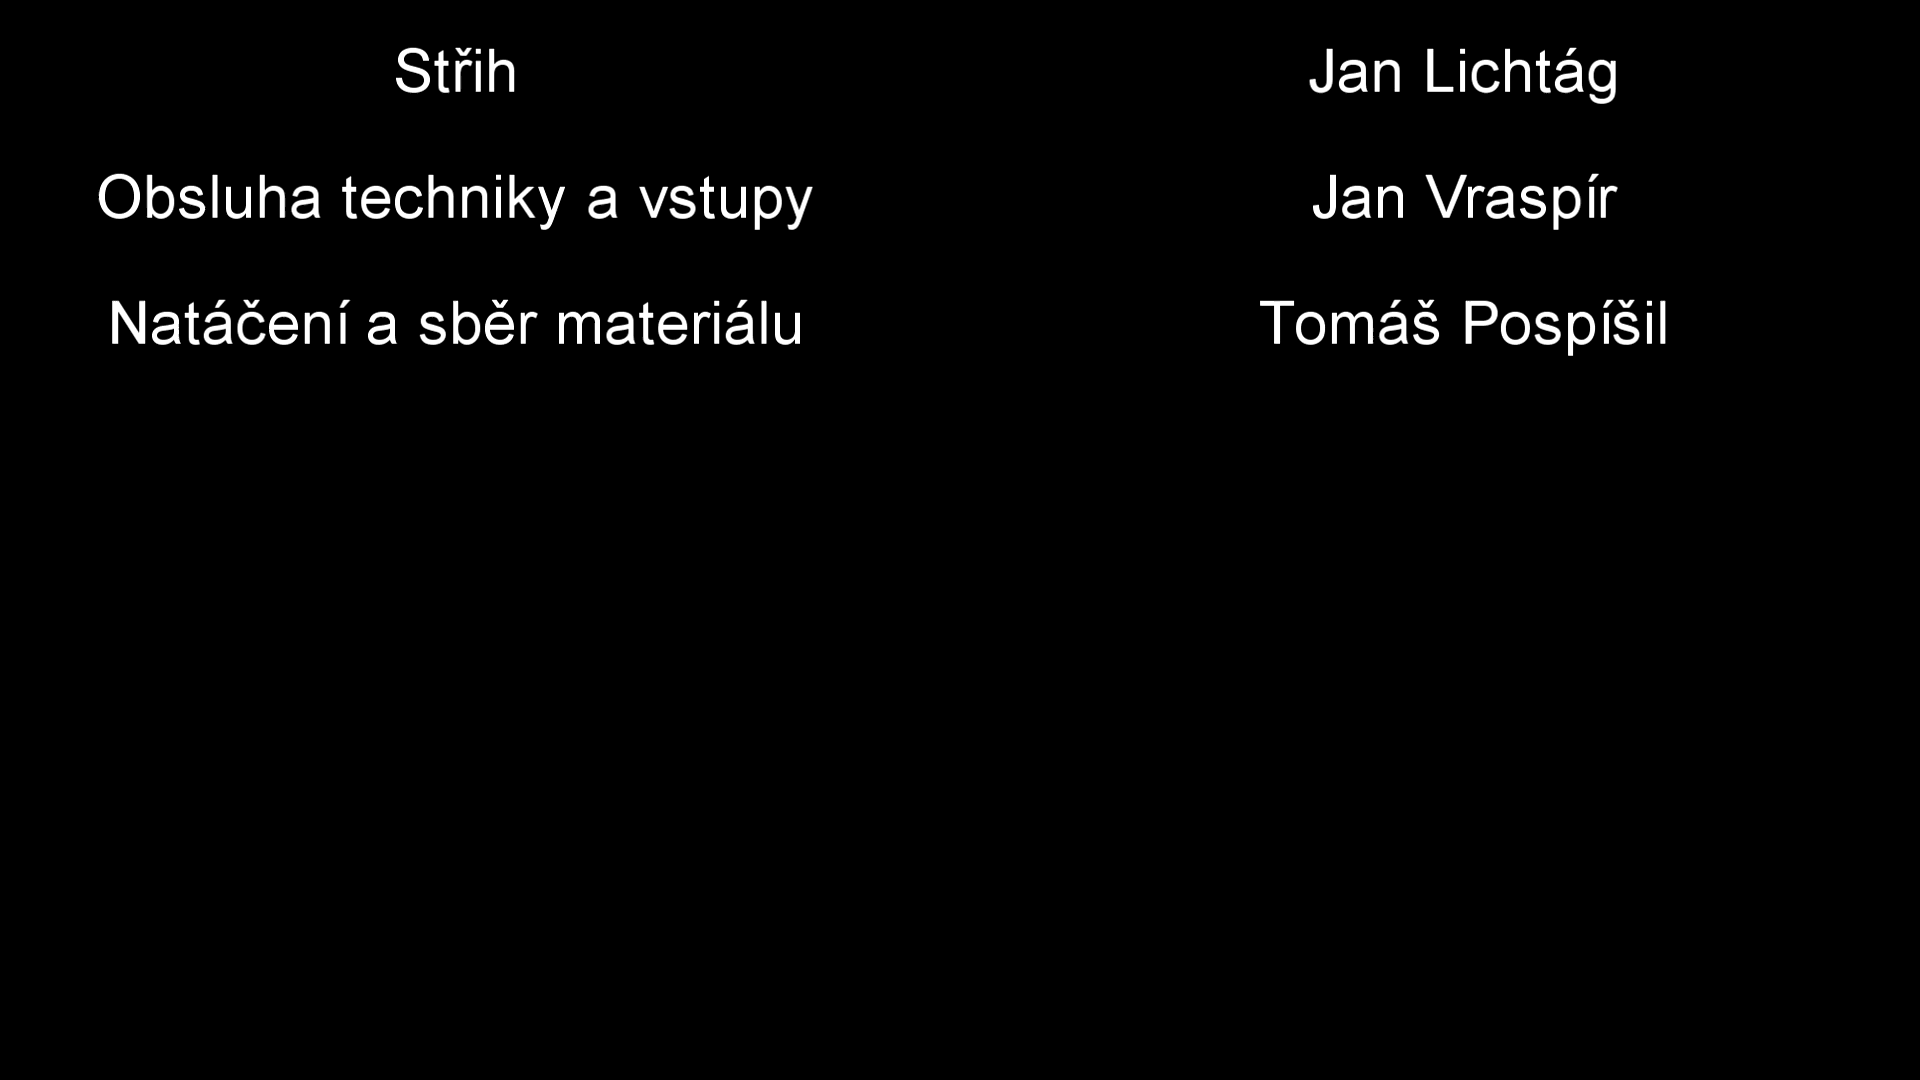 Střih Jan Lichtág
Obsluha techniky a vstupy Jan Vraspír
Natáčení a sběr materiálu Tomáš Pospíšil